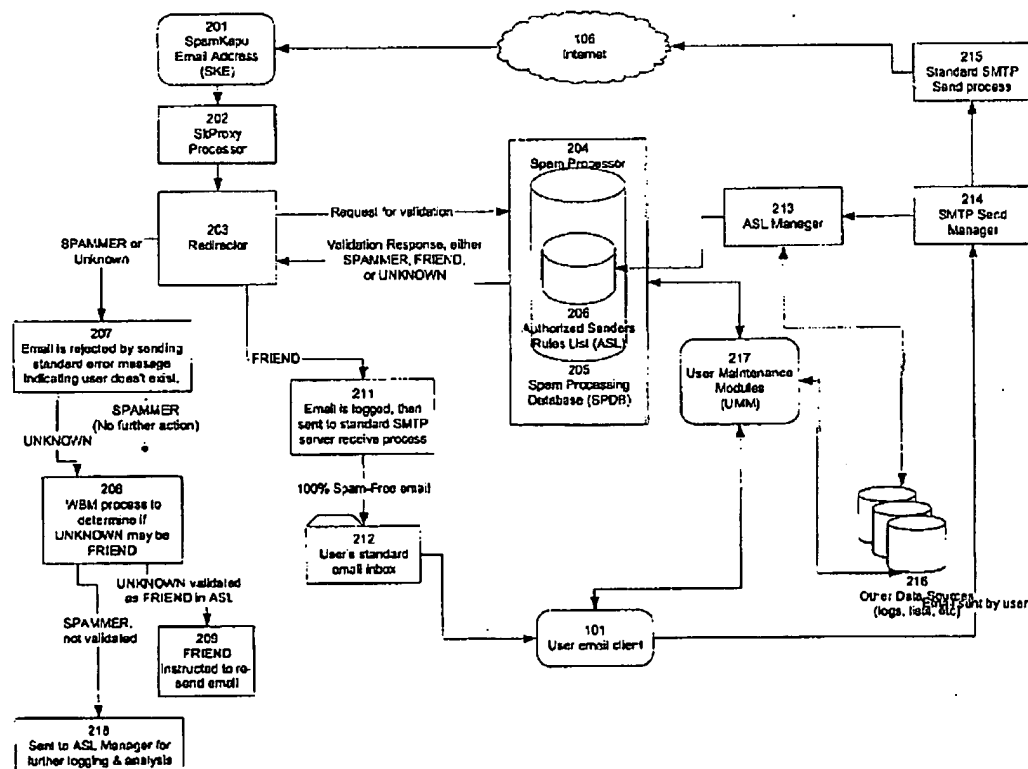 201
SpamKapu
Email Address
(SKE)
106
Internet
215
Standard SMTP
Send process
202
SKProxy
Processor
204
Spam Processor
203
Redirector
Request for validation
Validation Response, either
SPAMMER, FRIEND,
or UNKNOWN
213
ASL Manager
214
SMTP Send
Manager
SPAMMER or
Unknown
206
Authorized Senders
Rules List (ASL)
205
Spam Processing
Database (SPDB)
207
Email is rejected by sending
standard error message
indicating user doesn't exist.
FRIEND
217
User Maintenance
Modules
(UMM)
SPAMMER
(No further action)
UNKNOWN
211
Email is logged, then
sent to standard SMTP
server receive process
208
WBM process to
determine if
UNKNOWN may be
FRIEND
100% Spam-Free email
212
User's standard
email inbox
216
Other Data Sources
(logs, lists, etc)
Email sent by user
UNKNOWN validated
as FRIEND in ASL
SPAMMER,
not validated
209
FRIEND
instructed to re-
send email
101
User email client
218
Sent to ASL Manager for
further logging & analysis